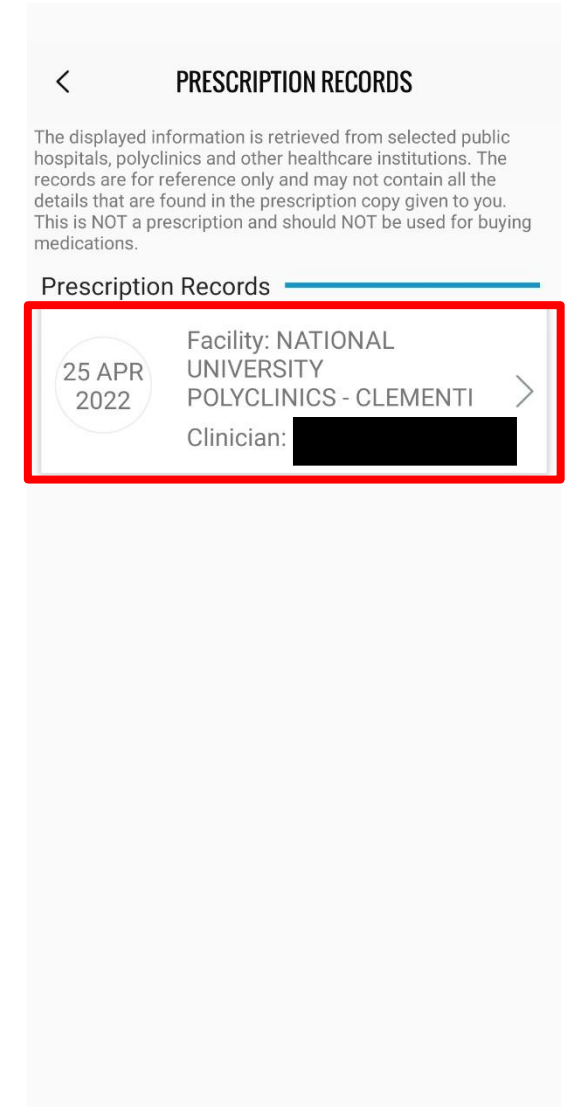 PRESCRIPTION RECORDS
The displayed information is retrieved from selected public
hospitals, polyclinics and other healthcare institutions. The
records are for reference only and may not contain all the
details that are found in the prescription copy given to you.
This is NOT a prescription and should NOT be used for buying
medications.
Prescription Records
25 APR
2022
Facility: NATIONAL
UNIVERSITY
POLYCLINICS - CLEMENTI
Clinician: